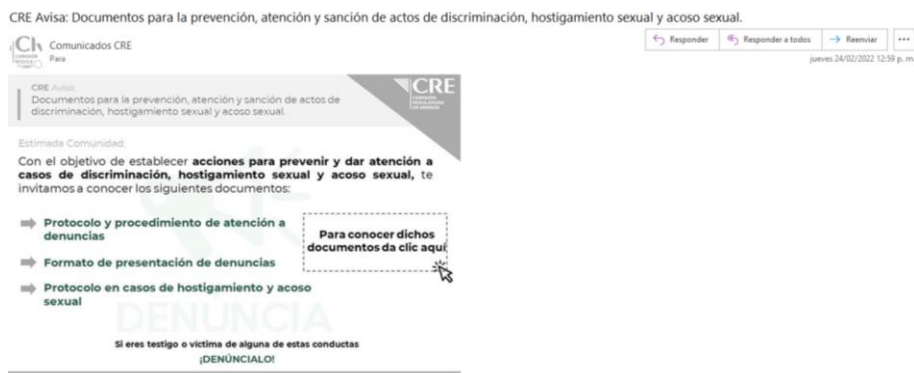 CRE Avisa: Documentos para la prevención, atención y sanción de actos de discriminación, hostigamiento sexual y acoso sexual.
Comunicados CRE
Para
Responder
Responder a todos
Reenviar
jueves 24/02/2022 12:59 p. m.
CRE Avisa:
Documentos para la prevención, atención y sanción de actos de
discriminación, hostigamiento sexual y acoso sexual.
CRE
COMISIÓN
REGULADORA
DE ENERGÍA
Estimada Comunidad:
Con el objetivo de establecer acciones para prevenir y dar atención a
casos de discriminación, hostigamiento sexual y acoso sexual, te
invitamos a conocer los siguientes documentos:
Protocolo y procedimiento de atención a
denuncias
Formato de presentación de denuncias
Protocolo en casos de hostigamiento y acoso
sexual
Para conocer dichos
documentos da clic aquí
DENUNCIA
Si eres testigo o víctima de alguna de estas conductas
¡DENÚNCIALO!